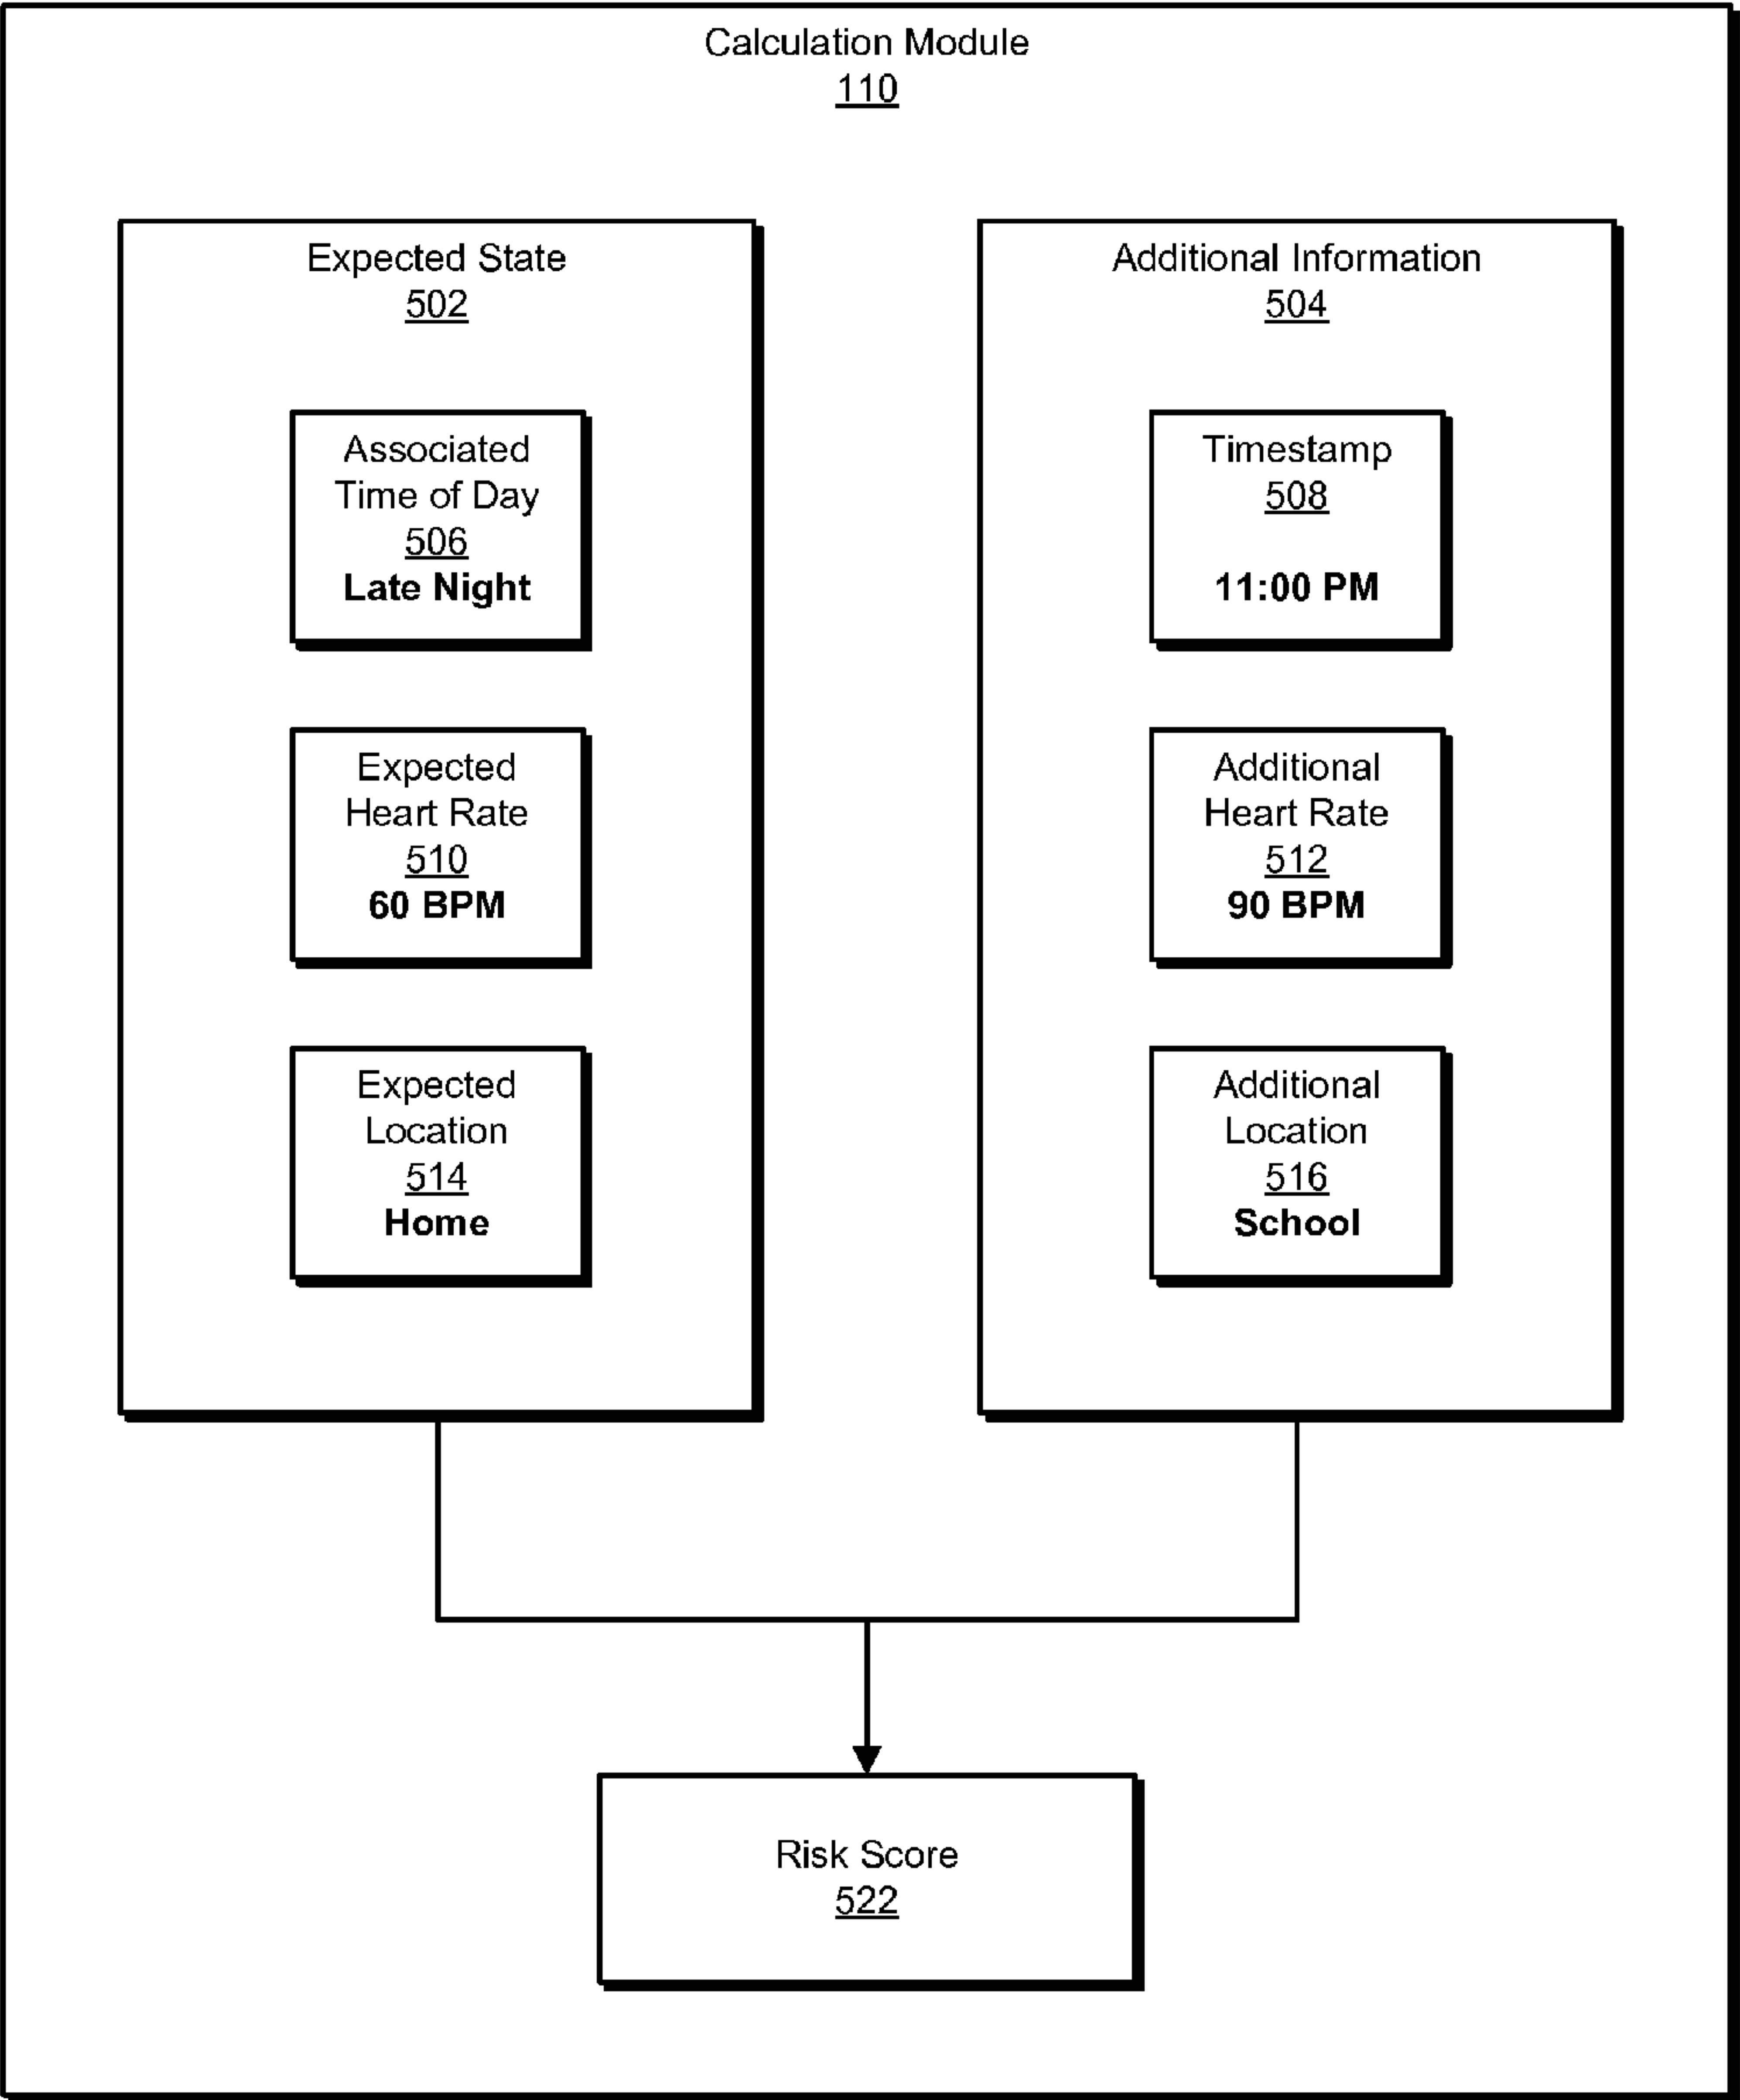 Calculation Module
110
Expected State
502
Associated
Time of Day
506
Late Night
Expected
Heart Rate
510
60 BPM
Expected
Location
514
Home
Additional Information
504
Timestamp
508
11:00 PM
Additional
Heart Rate
512
90 BPM
Additional
Location
516
School
Risk Score
522